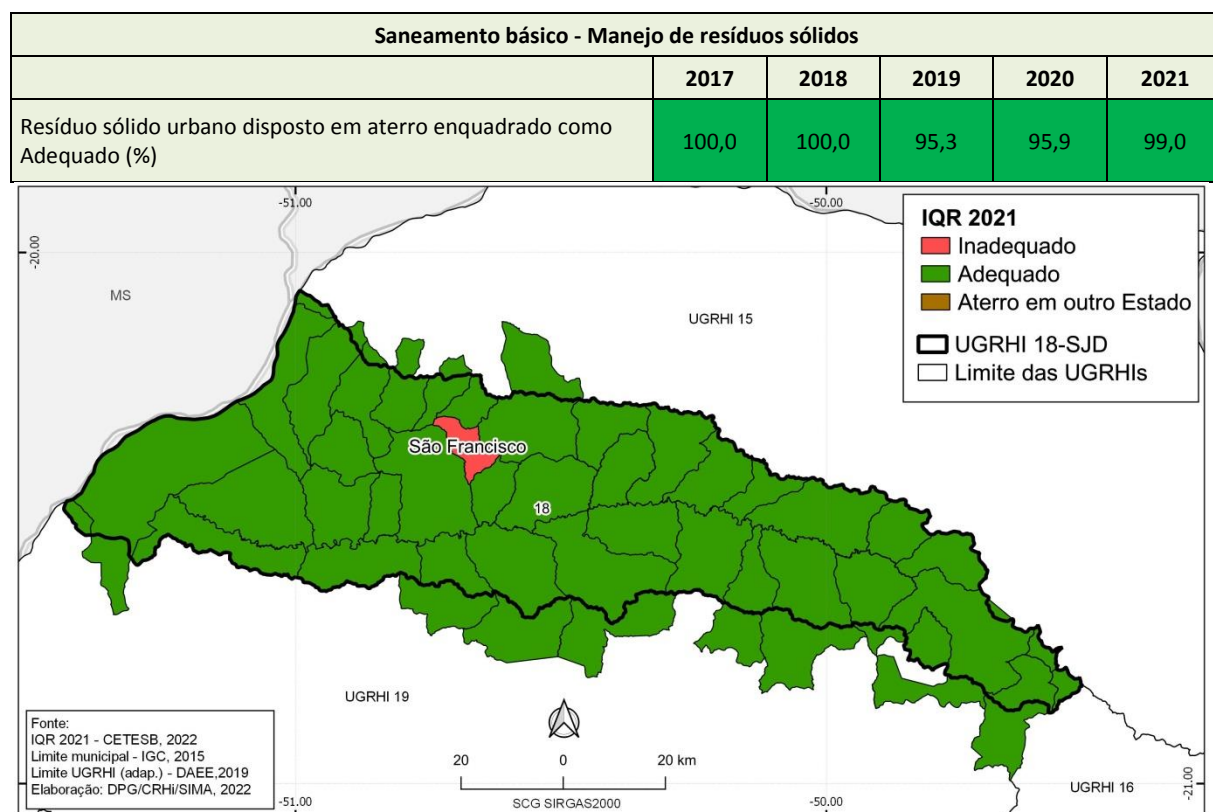 Saneamento básico - Manejo de resíduos sólidos
2017 2018 2019 2020 2021
Resíduo sólido urbano disposto em aterro enquadrado como
Adequado (%)
100,0 100,0 95,3 95,9 99,0
-51.00 -50.00
-20.00
IQR 2021
Inadequado
Adequado
Aterro em outro Estado
UGRHI 18-SJD
Limite das UGRHIs
MS
UGRHI 15
São Francisco
18
UGRHI 19
UGRHI 16
Fonte:
IQR 2021 - CETESB, 2022
Limite municipal - IGC, 2015
Limite UGRHI (adap.) - DAEE,2019
Elaboração: DPG/CRHi/SIMA, 2022
20 0 20 km
SCG SIRGAS2000
-51.00 -50.00
-21.00